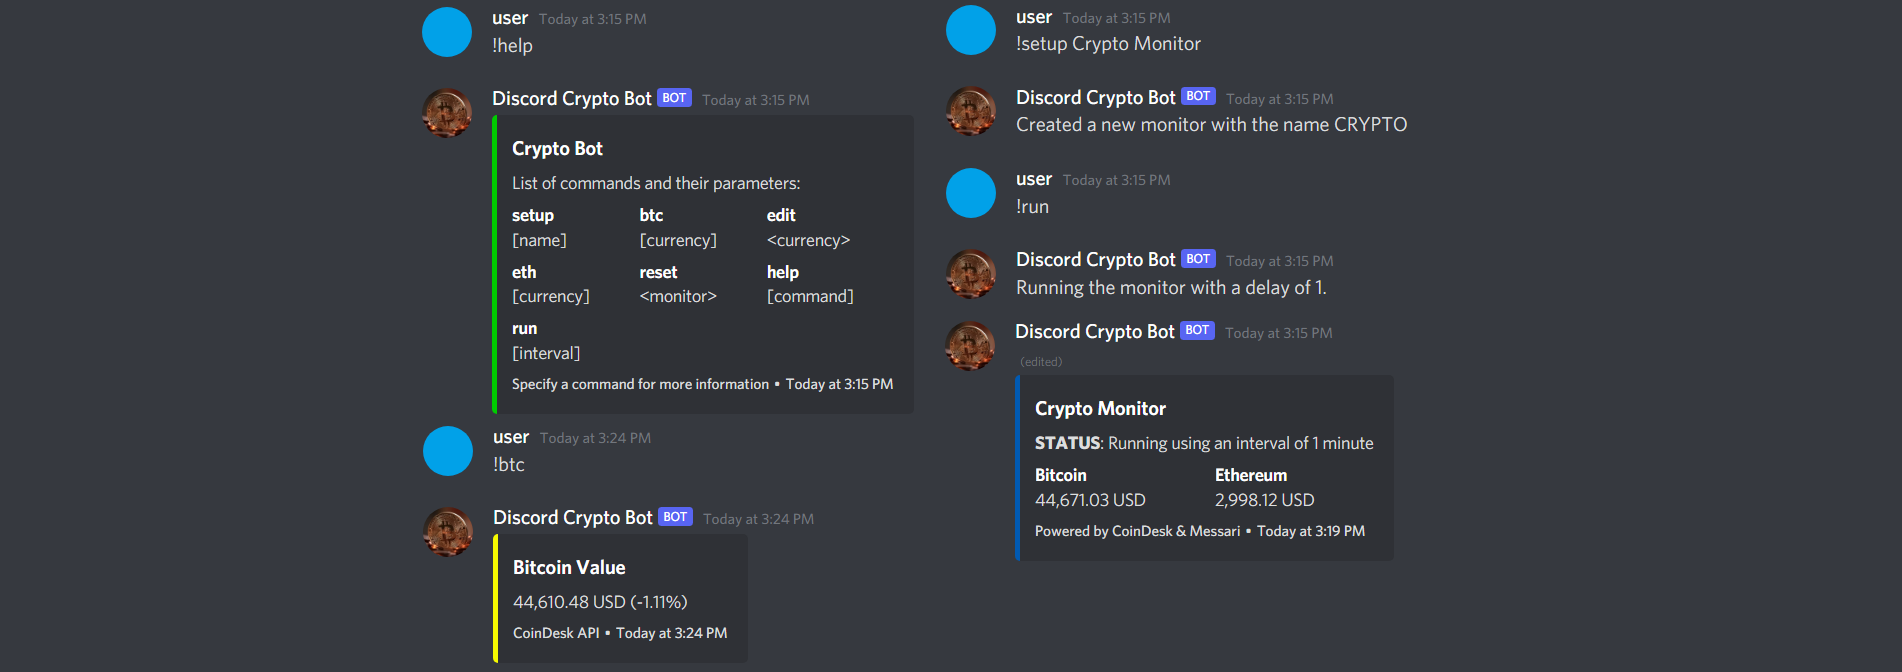 user Today at 3:15 PM
!help
Discord Crypto Bot BOT Today at 3:15 PM
Crypto Bot
List of commands and their parameters:
setup btc edit
[name] [currency] <currency>
eth reset help
[currency] <monitor> [command]
run
[interval]
Specify a command for more information • Today at 3:15 PM
user Today at 3:24 PM
!btc
Discord Crypto Bot BOT Today at 3:24 PM
Bitcoin Value
44,610.48 USD (-1.11%)
CoinDesk API • Today at 3:24 PM
user Today at 3:15 PM
!setup Crypto Monitor
Discord Crypto Bot BOT Today at 3:15 PM
Created a new monitor with the name CRYPTO
user Today at 3:15 PM
!run
Discord Crypto Bot BOT Today at 3:15 PM
Running the monitor with a delay of 1.
Discord Crypto Bot BOT Today at 3:15 PM
(edited)
Crypto Monitor
STATUS: Running using an interval of 1 minute
Bitcoin Ethereum
44,671.03 USD 2,998.12 USD
Powered by CoinDesk & Messari • Today at 3:19 PM